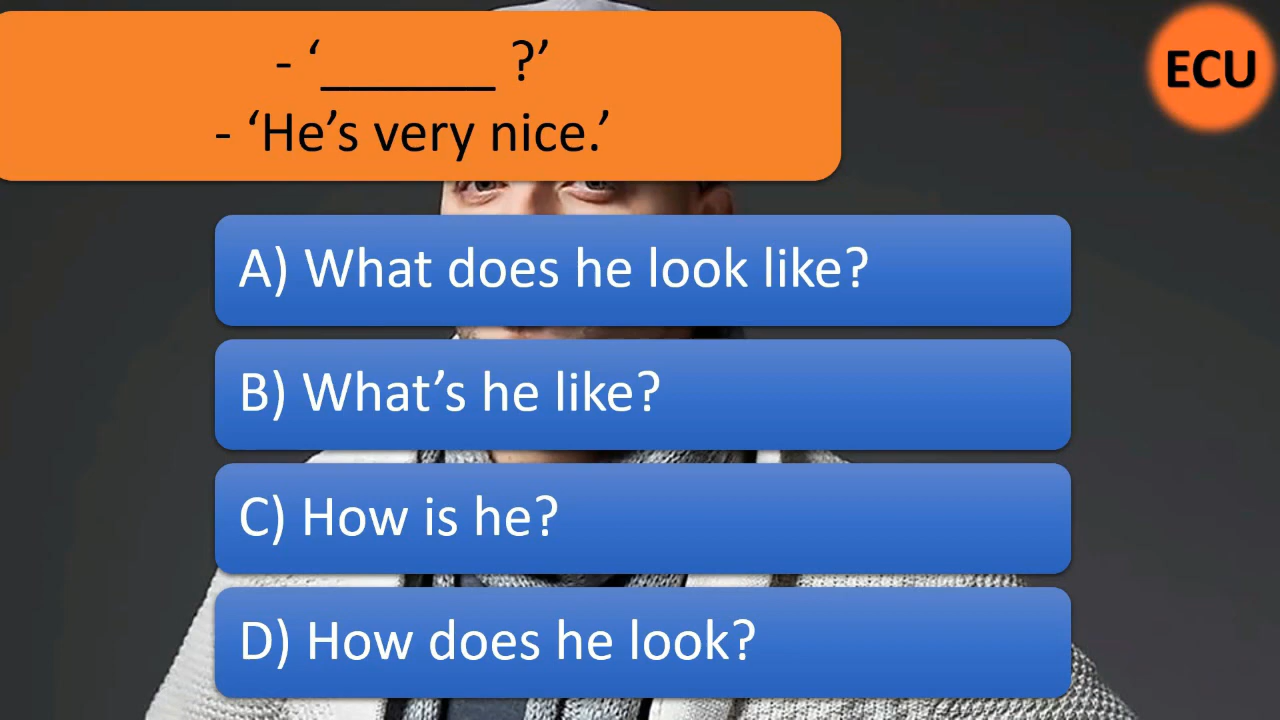 - ‘______ ?’
- ‘He’s very nice.’
ECU
A) What does he look like?
B) What’s he like?
C) How is he?
D) How does he look?